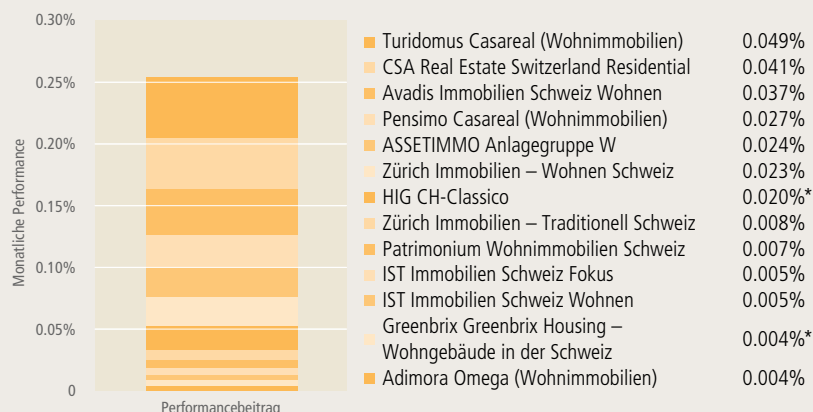 0.30%
0.25%
0.20%
0.15%
0.10%
0.05%
0
Monatliche Performance
Performancebeitrag
Turidomus Casareal (Wohnimmobilien) 0.049%
CSA Real Estate Switzerland Residential 0.041%
Avadis Immobilien Schweiz Wohnen 0.037%
Pensimo Casareal (Wohnimmobilien) 0.027%
ASSETIMMO Anlagegruppe W 0.024%
Zürich Immobilien – Wohnen Schweiz 0.023%
HIG CH-Classico 0.020%*
Zürich Immobilien – Traditionell Schweiz 0.008%
Patrimonium Wohnimmobilien Schweiz 0.007%
IST Immobilien Schweiz Fokus 0.005%
IST Immobilien Schweiz Wohnen 0.005%
Greenbrix Greenbrix Housing –
Wohngebäude in der Schweiz 0.004%*
Adimora Omega (Wohnimmobilien) 0.004%